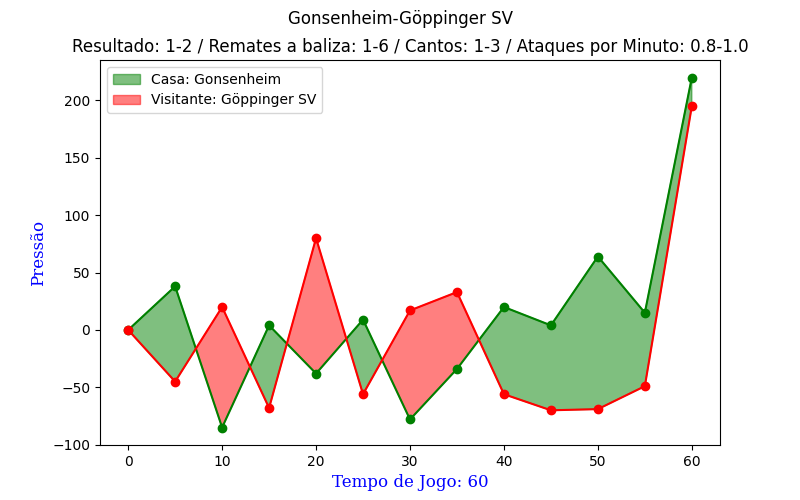 Gonsenheim-Göppinger SV
Resultado: 1-2 / Remates a baliza: 1-6 / Cantos: 1-3 / Ataques por Minuto: 0.8-1.0
Casa: Gonsenheim
Visitante: Göppinger SV
Pressão
200
150
100
50
0
−50
−100
0 10 20 30 40 50 60
Tempo de Jogo: 60